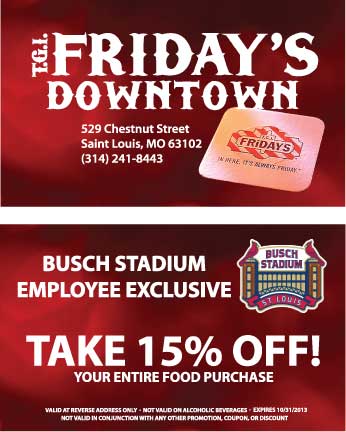 T.G.I. FRIDAY'S
DOWNTOWN
529 Chestnut Street
Saint Louis, MO 63102
(314) 241-8443
T.G.I.
FRiDAY'S
IN HERE, IT'S ALWAYS FRIDAY.
BUSCH STADIUM
EMPLOYEE EXCLUSIVE
BUSCH
STADIUM
ST LOUIS
TAKE 15% OFF!
YOUR ENTIRE FOOD PURCHASE
VALID AT REVERSE ADDRESS ONLY - NOT VALID ON ALCOHOLIC BEVERAGES - EXPIRES 10/31/2013
NOT VALID IN CONJUNCTION WITH ANY OTHER PROMOTION, COUPON, OR DISCOUNT